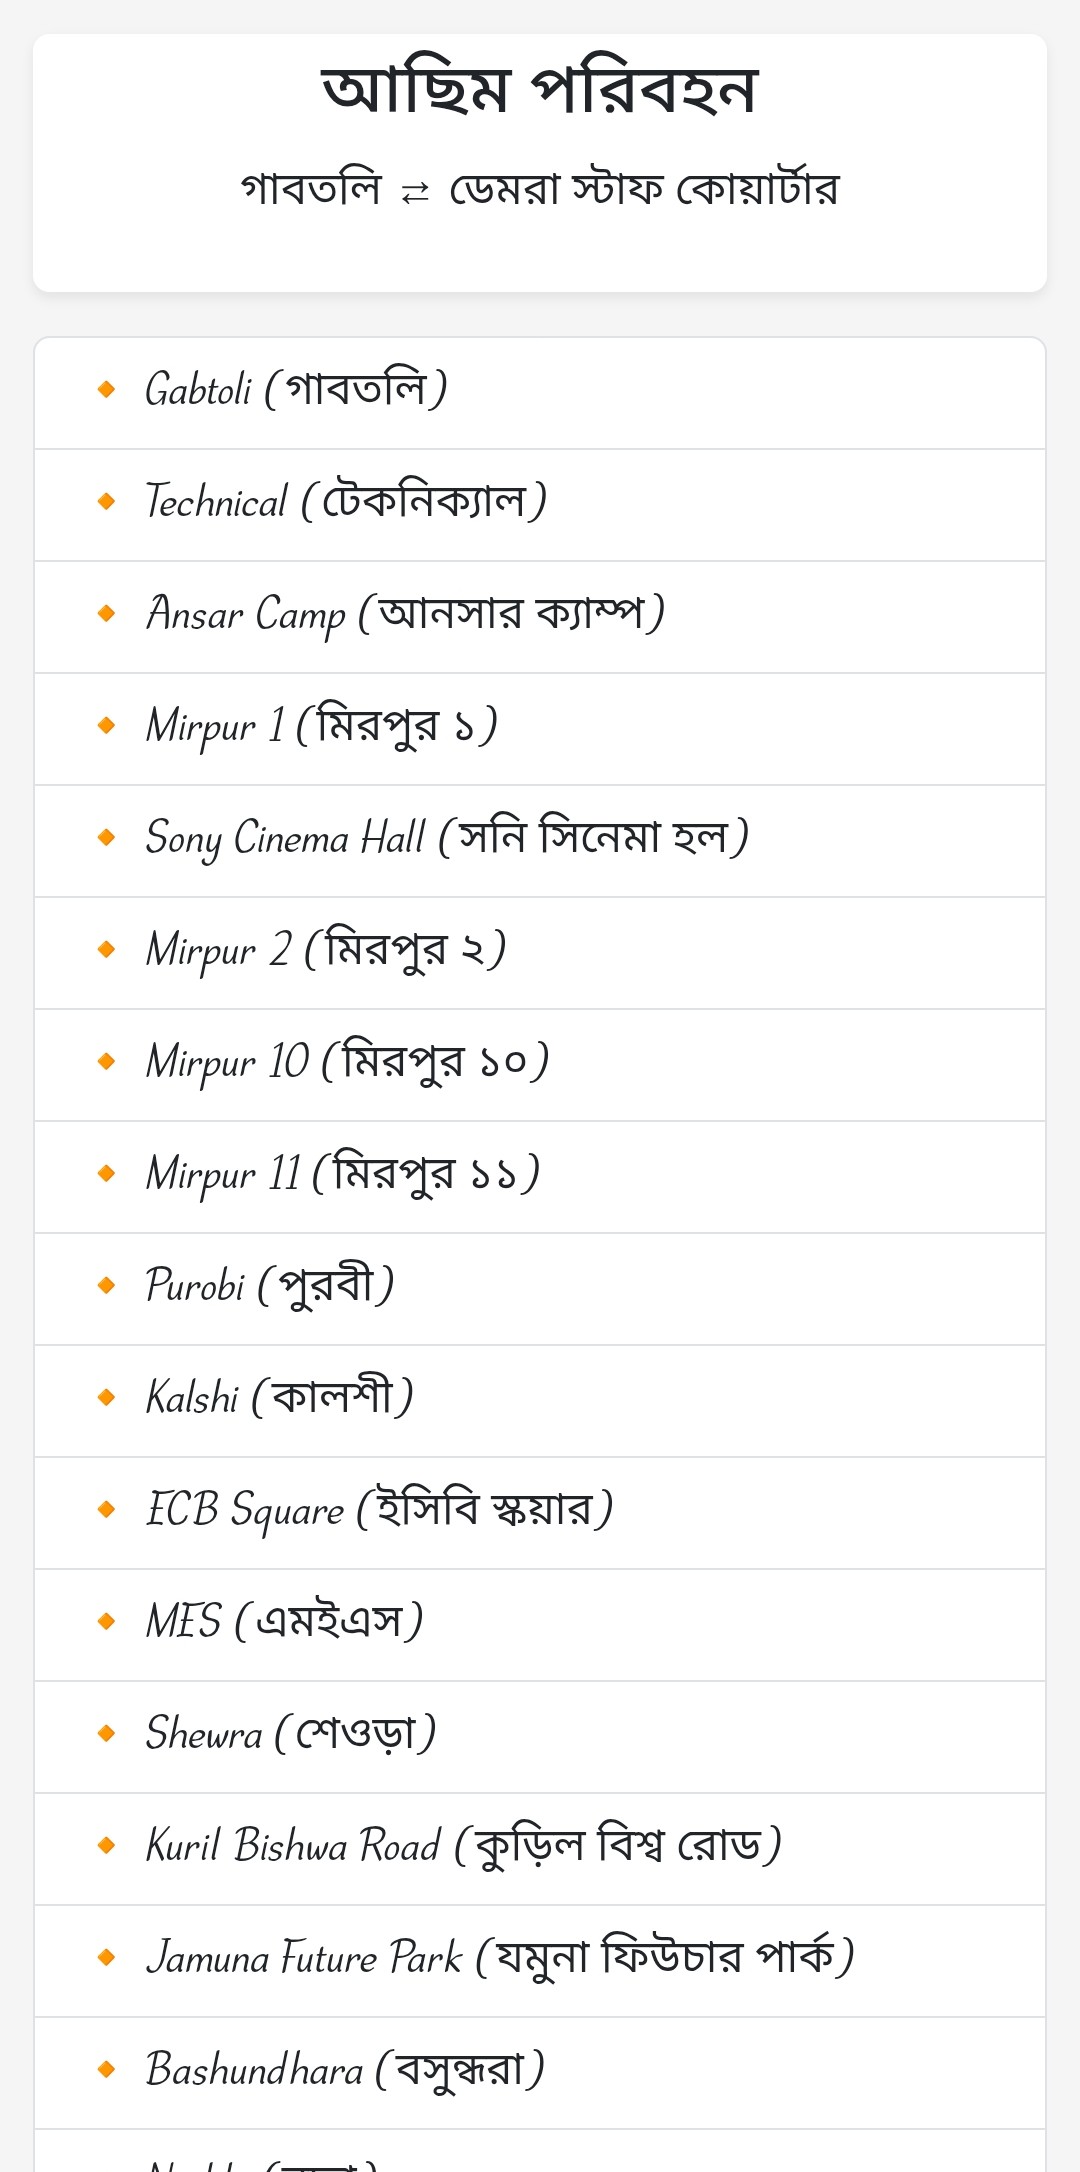 আছিম পরিবহন
গাবতলি ⇄ ডেমরা স্টাফ কোয়ার্টার
🔸 Gabtoli (গাবতলি)
🔸 Technical (টেকনিক্যাল)
🔸 Ansar Camp (আনসার ক্যাম্প)
🔸 Mirpur 1 (মিরপুর ১)
🔸 Sony Cinema Hall (সনি সিনেমা হল)
🔸 Mirpur 2 (মিরপুর ২)
🔸 Mirpur 10 (মিরপুর ১০)
🔸 Mirpur 11 (মিরপুর ১১)
🔸 Purobi (পুরবী)
🔸 Kalshi (কালশী)
🔸 ECB Square (ইসিবি স্কয়ার)
🔸 MES (এমইএস)
🔸 Shewra (শেওড়া)
🔸 Kuril Bishwa Road (কুড়িল বিশ্ব রোড)
🔸 Jamuna Future Park (যমুনা ফিউচার পার্ক)
🔸 Bashundhara (বসুন্ধরা)